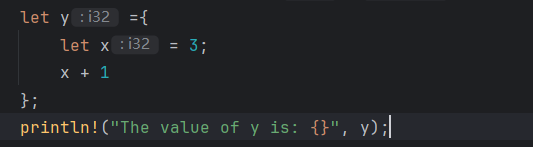 let y : i32 ={
    let x : i32 = 3;
    x + 1
};
println!("The value of y is: {}", y);